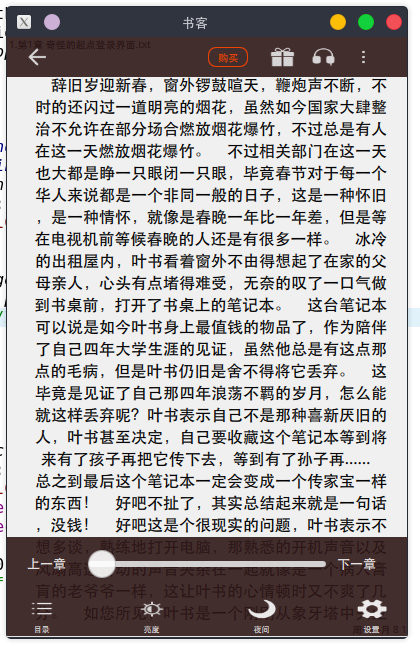 书客
1.第1章 奇怪的起点登录界面.txt
购买
辞旧岁迎新春，窗外锣鼓喧天，鞭炮声不断，不
时的还闪过一道明亮的烟花，虽然如今国家大肆整
治不允许在部分场合燃放烟花爆竹，不过总是有人
在这一天燃放烟花爆竹。 不过相关部门在这一天
也大都是睁一只眼闭一只眼，毕竟春节对于每一个
华人来说都是一个非同一般的日子，这是一种怀旧
，是一种情怀，就像是春晚一年比一年差，但是等
在电视机前等候春晚的人还是有很多一样。 冰冷
的出租屋内，叶书看着窗外不由得想起了在家的父
母亲人，心头有点堵得难受，无奈的叹了一口气做
到书桌前，打开了书桌上的笔记本。 这台笔记本
可以说是如今叶书身上最值钱的物品了，作为陪伴
了自己四年大学生涯的见证，虽然他总是有这点那
点的毛病，但是叶书仍旧是舍不得将它丢弃。 这
毕竟是见证了自己那四年浪荡不羁的岁月，怎么能
就这样丢弃呢？叶书表示自己不是那种喜新厌旧的
人，叶书甚至决定，自己要收藏这个笔记本等到将
来有了孩子再把它传下去，等到有了孙子再……
总之到最后这个笔记本一定会变成一个传家宝一样
的东西！ 好吧不扯了，其实总结起来就是一句话
，没钱！ 好吧这是个很现实的问题，叶书表示不
想多谈，熟练地打开电脑，那熟悉的开机声音以及
上一章 下一章
肓的老爷爷一样，这让叶书的心情顿时又不爽了几
如您所见，叶书是一个刚刚从象牙塔中走
目录 亮度 夜间 设置